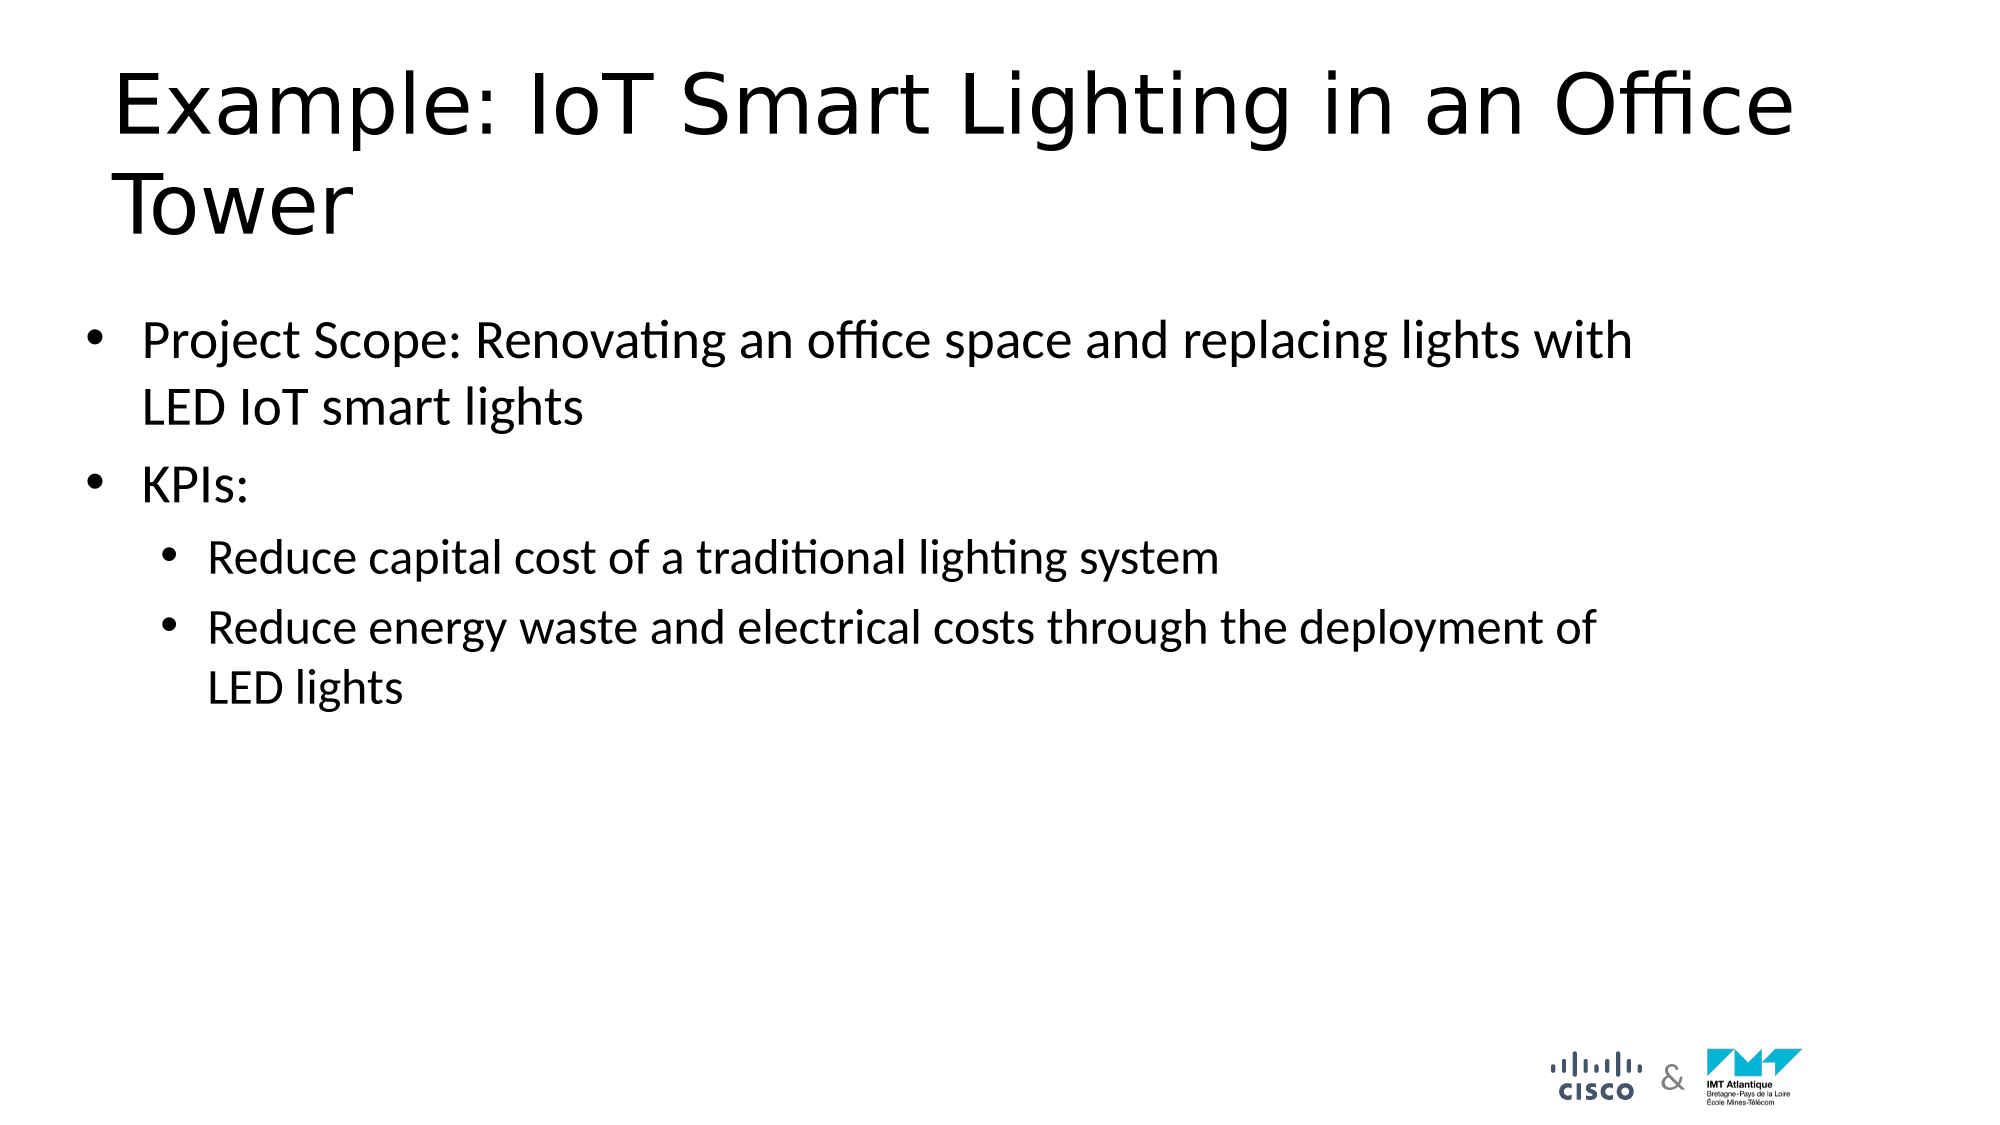 Example: IoT Smart Lighting in an Office
Tower
• Project Scope: Renovating an office space and replacing lights with
LED IoT smart lights
• KPIs:
• Reduce capital cost of a traditional lighting system
• Reduce energy waste and electrical costs through the deployment of
LED lights
CISCO & IMT Atlantique
Bretagne-Pays de la Loire
École Mines-Télécom